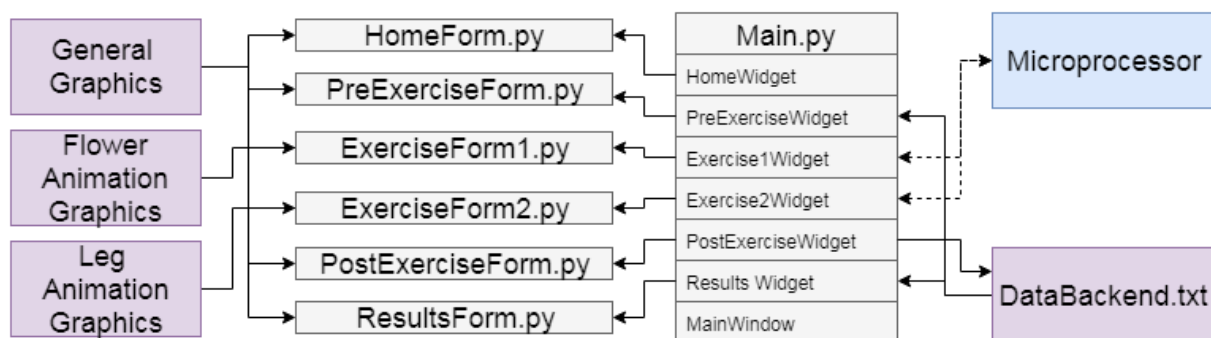 General
Graphics
Flower
Animation
Graphics
Leg
Animation
Graphics
HomeForm.py
PreExerciseForm.py
ExerciseForm1.py
ExerciseForm2.py
PostExerciseForm.py
ResultsForm.py
Main.py
HomeWidget
PreExerciseWidget
Exercise1Widget
Exercise2Widget
PostExerciseWidget
Results Widget
MainWindow
Microprocessor
DataBackend.txt